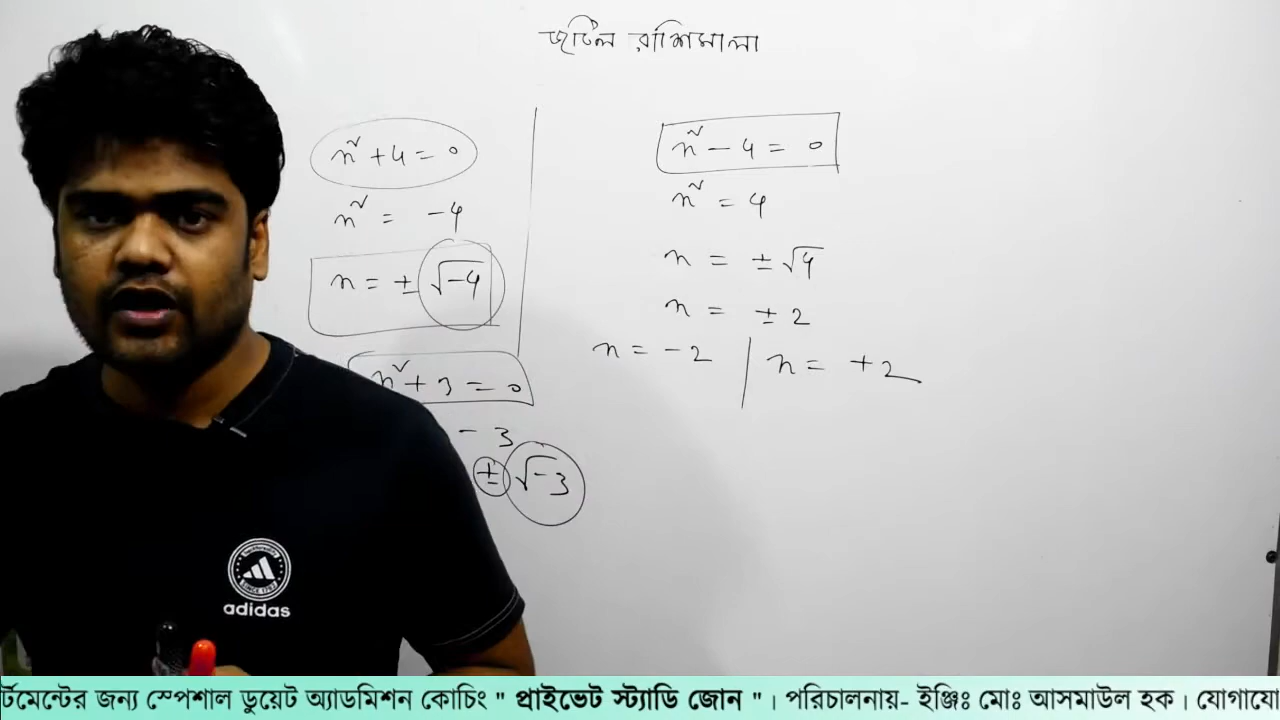 জটিল রাশিমালা
x² + 4 = 0
x² = -4
x = ± √-4
x² + 3 = 0
- 3
± √-3
x² - 4 = 0
x² = 4
x = ± √4
x = ± 2
x = -2 | x = +2
adidas
র্টমেন্টের জন্য স্পেশাল ডুয়েট অ্যাডমিশন কোচিং " প্রাইভেট স্ট্যাডি জোন " । পরিচালনায়- ইঞ্জিঃ মোঃ আসমাউল হক । যোগাযো